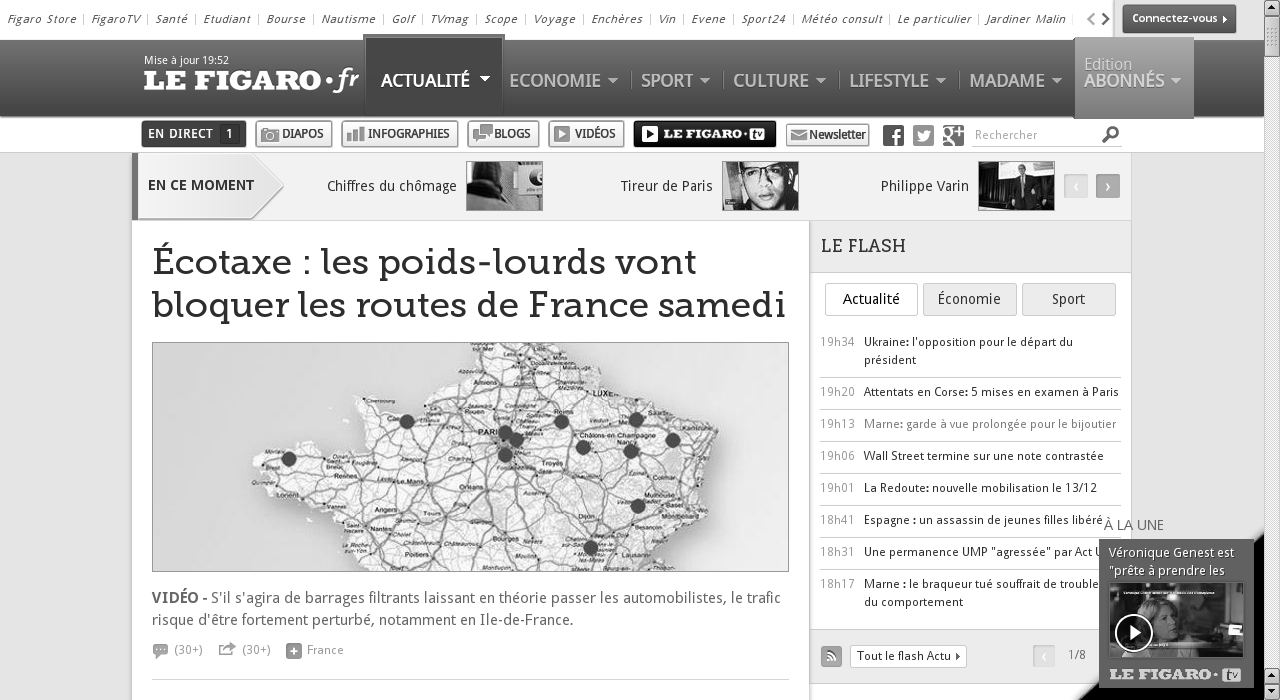 Figaro Store | FigaroTV | Santé | Etudiant | Bourse | Nautisme | Golf | TVmag | Scope | Voyage | Enchères | Vin | Evene | Sport24 | Météo consult | Le particulier | Jardiner Malin
Connectez-vous
Mise à jour 19:52
LE FIGARO·fr
ACTUALITÉ ECONOMIE SPORT CULTURE LIFESTYLE MADAME
Edition
ABONNÉS
EN DIRECT 1 DIAPOS INFOGRAPHIES BLOGS VIDÉOS LE FIGARO·tv Newsletter Rechercher
EN CE MOMENT Chiffres du chômage Tireur de Paris Philippe Varin
Écotaxe : les poids-lourds vont
bloquer les routes de France samedi
VIDÉO - S'il s'agira de barrages filtrants laissant en théorie passer les automobilistes, le trafic
risque d'être fortement perturbé, notamment en Ile-de-France.
(30+) (30+) France
LE FLASH
Actualité Économie Sport
19h34 Ukraine: l'opposition pour le départ du
président
19h20 Attentats en Corse: 5 mises en examen à Paris
19h13 Marne: garde à vue prolongée pour le bijoutier
19h06 Wall Street termine sur une note contrastée
19h01 La Redoute: nouvelle mobilisation le 13/12
18h41 Espagne : un assassin de jeunes filles libéré
18h31 Une permanence UMP "agressée" par Act
18h17 Marne : le braqueur tué souffrait de trouble
du comportement
Tout le flash Actu 1/8
À LA UNE
Véronique Genest est
"prête à prendre les
LE FIGARO·tv